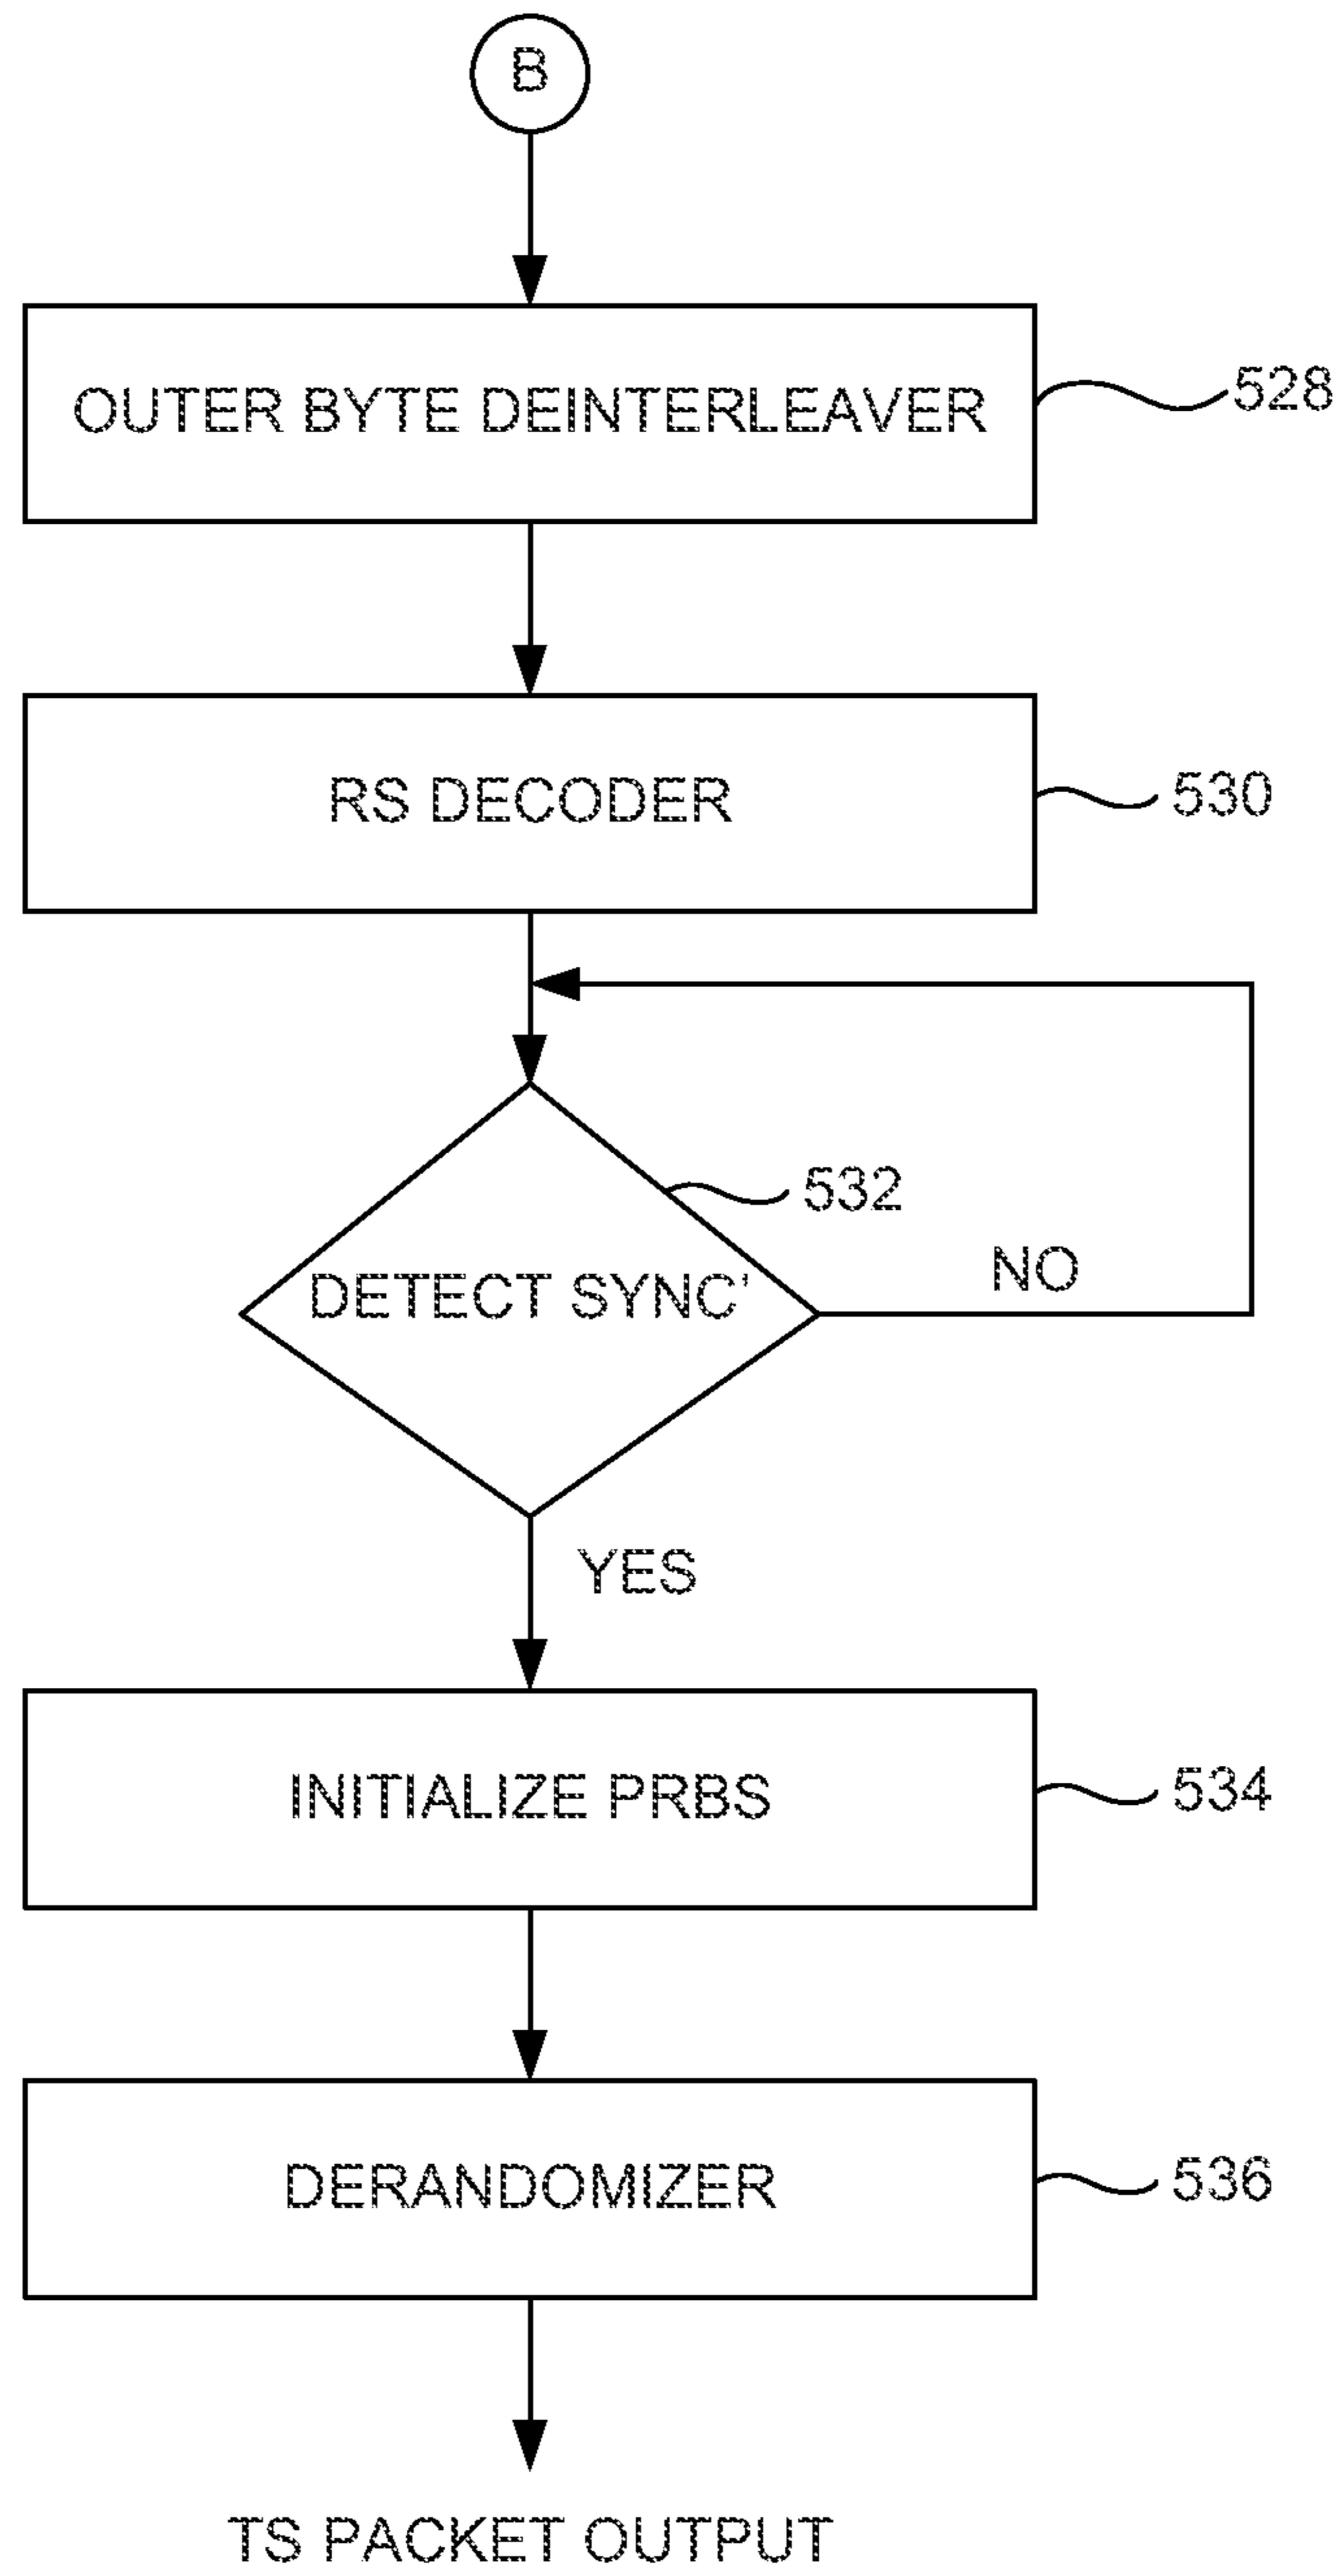 B
OUTER BYTE DEINTERLEAVER
528
RS DECODER
530
532
DETECT SYNC'
NO
YES
INITIALIZE PRBS
534
DERANDOMIZER
536
TS PACKET OUTPUT